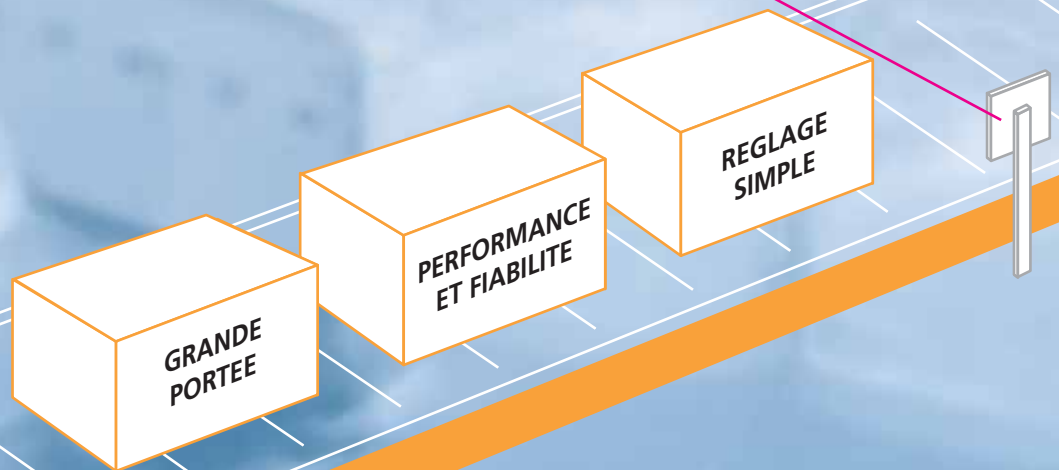 GRANDE
PORTEE
PERFORMANCE
ET FIABILITE
REGLAGE
SIMPLE